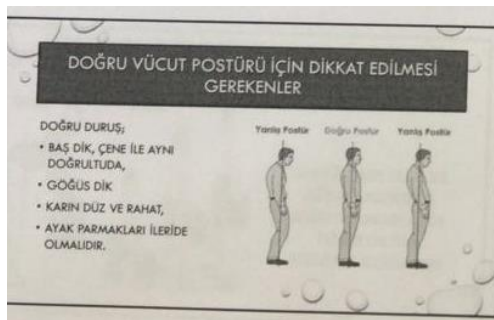 DOĞRU VÜCUT POSTÜRÜ İÇİN DİKKAT EDİLMESİ
GEREKENLER
DOĞRU DURUŞ;
• BAŞ DİK, ÇENE İLE AYNI
DOĞRULTUDA,
• GÖĞÜS DİK
• KARIN DÜZ VE RAHAT,
• AYAK PARMAKLARI İLERİDE
OLMALIDIR.
Yanlış Postür Doğru Postür Yanlış Postür